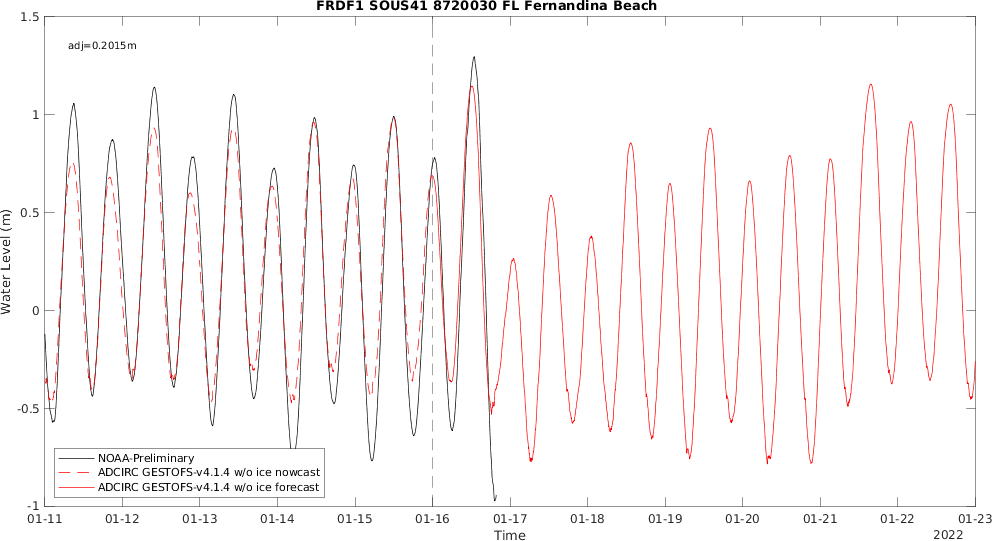 FRDF1 SOUS41 8720030 FL Fernandina Beach
adj=0.2015m
1.5
1
0.5
0
-0.5
-1
Water Level (m)
NOAA-Preliminary
ADCIRC GESTOFS-v4.1.4 w/o ice nowcast
ADCIRC GESTOFS-v4.1.4 w/o ice forecast
01-11 01-12 01-13 01-14 01-15 01-16 01-17 01-18 01-19 01-20 01-21 01-22 01-23
Time
2022